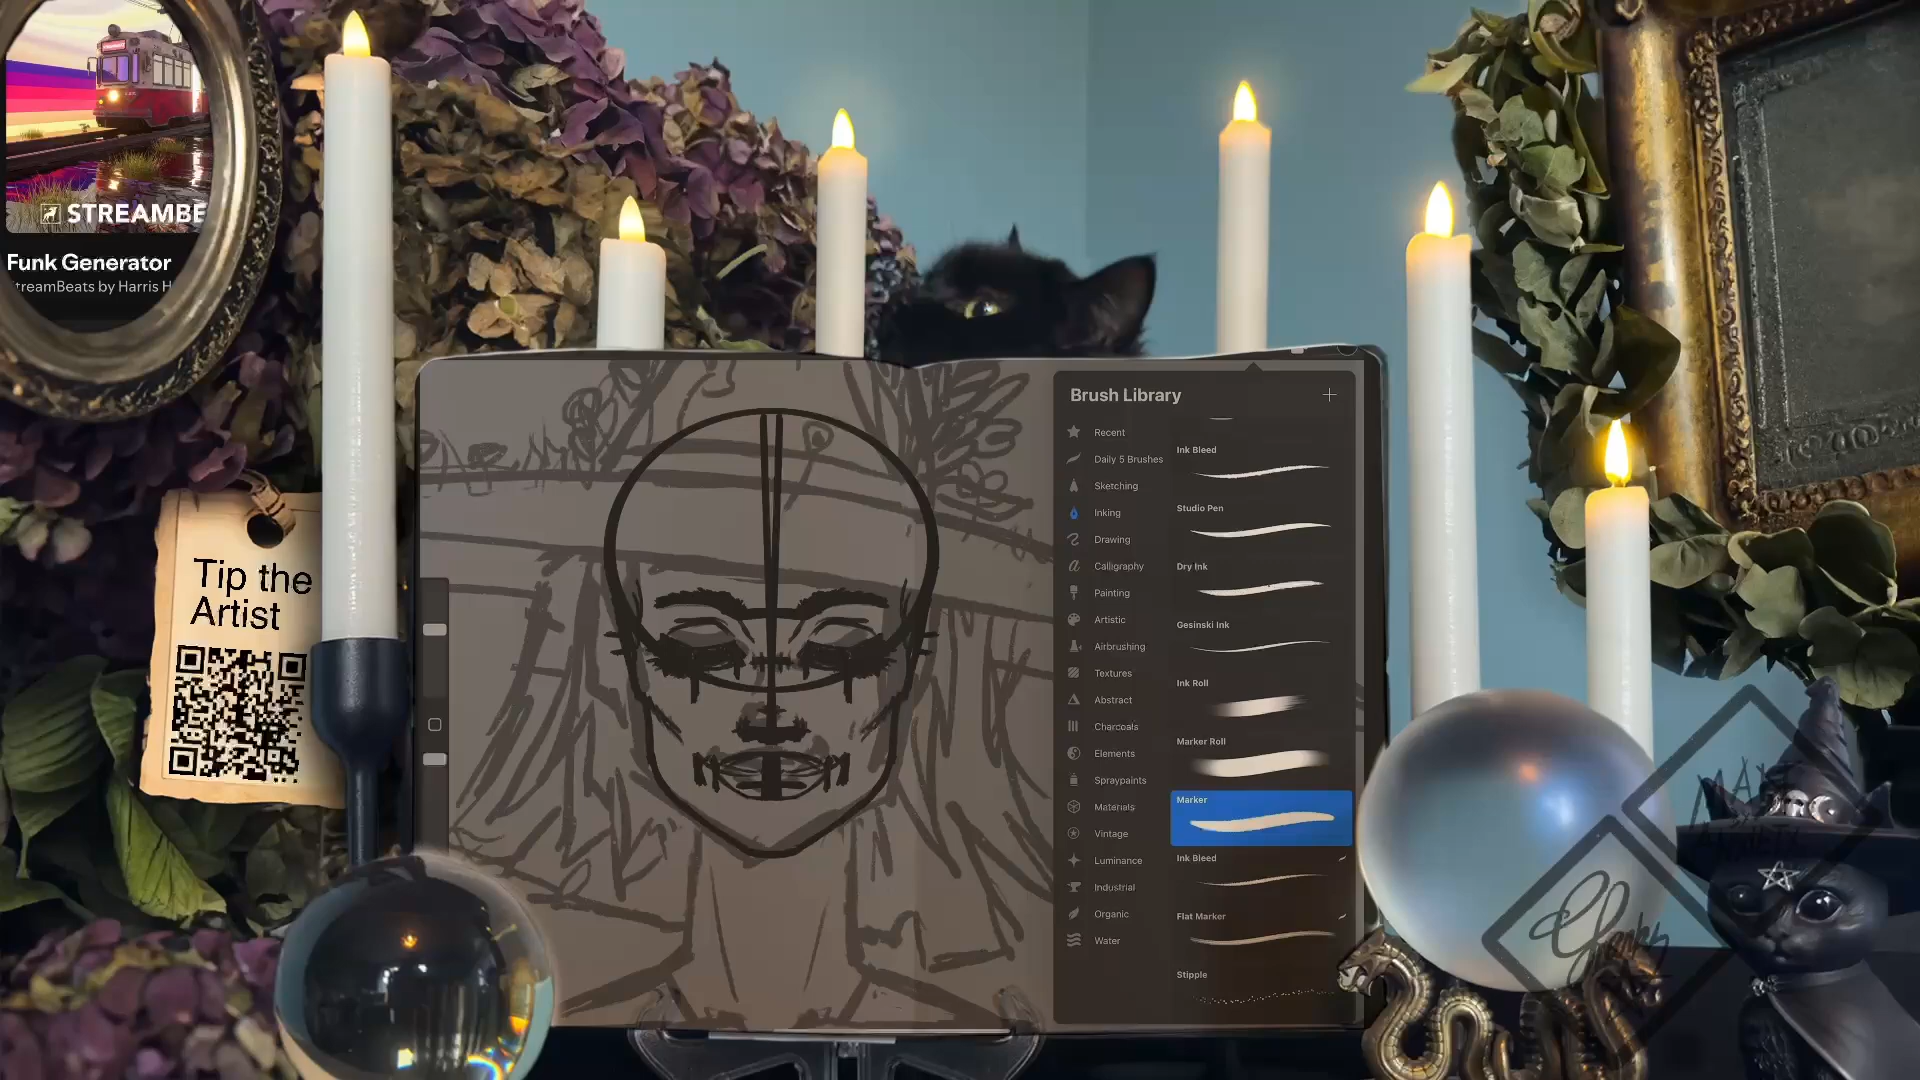 STREAMBE
Funk Generator
treamBeats by Harris H
Tip the
Artist
Brush Library
Recent
Daily 5 Brushes
Sketching
Inking
Drawing
Calligraphy
Painting
Artistic
Airbrushing
Textures
Abstract
Charcoals
Elements
Spraypaints
Materials
Vintage
Luminance
Industrial
Organic
Water
Ink Bleed
Studio Pen
Dry Ink
Gesinski Ink
Ink Roll
Marker Roll
Marker
Ink Bleed
Flat Marker
Stipple